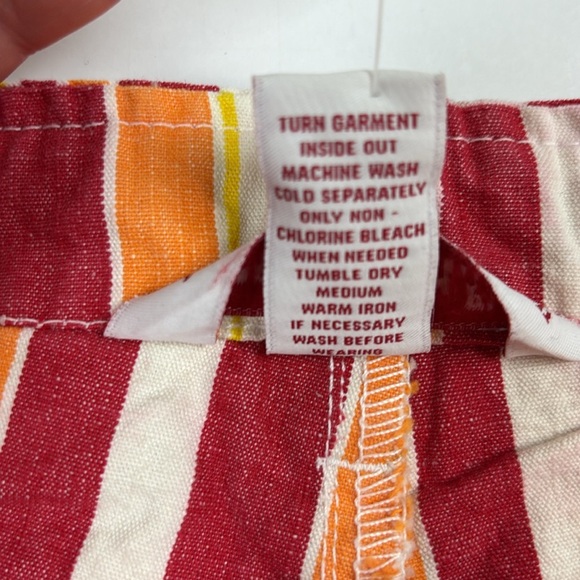 TURN GARMENT
INSIDE OUT
MACHINE WASH
COLD SEPARATELY
ONLY NON -
CHLORINE BLEACH
WHEN NEEDED
TUMBLE DRY
MEDIUM
WARM IRON
IF NECESSARY
WASH BEFORE
WEARING